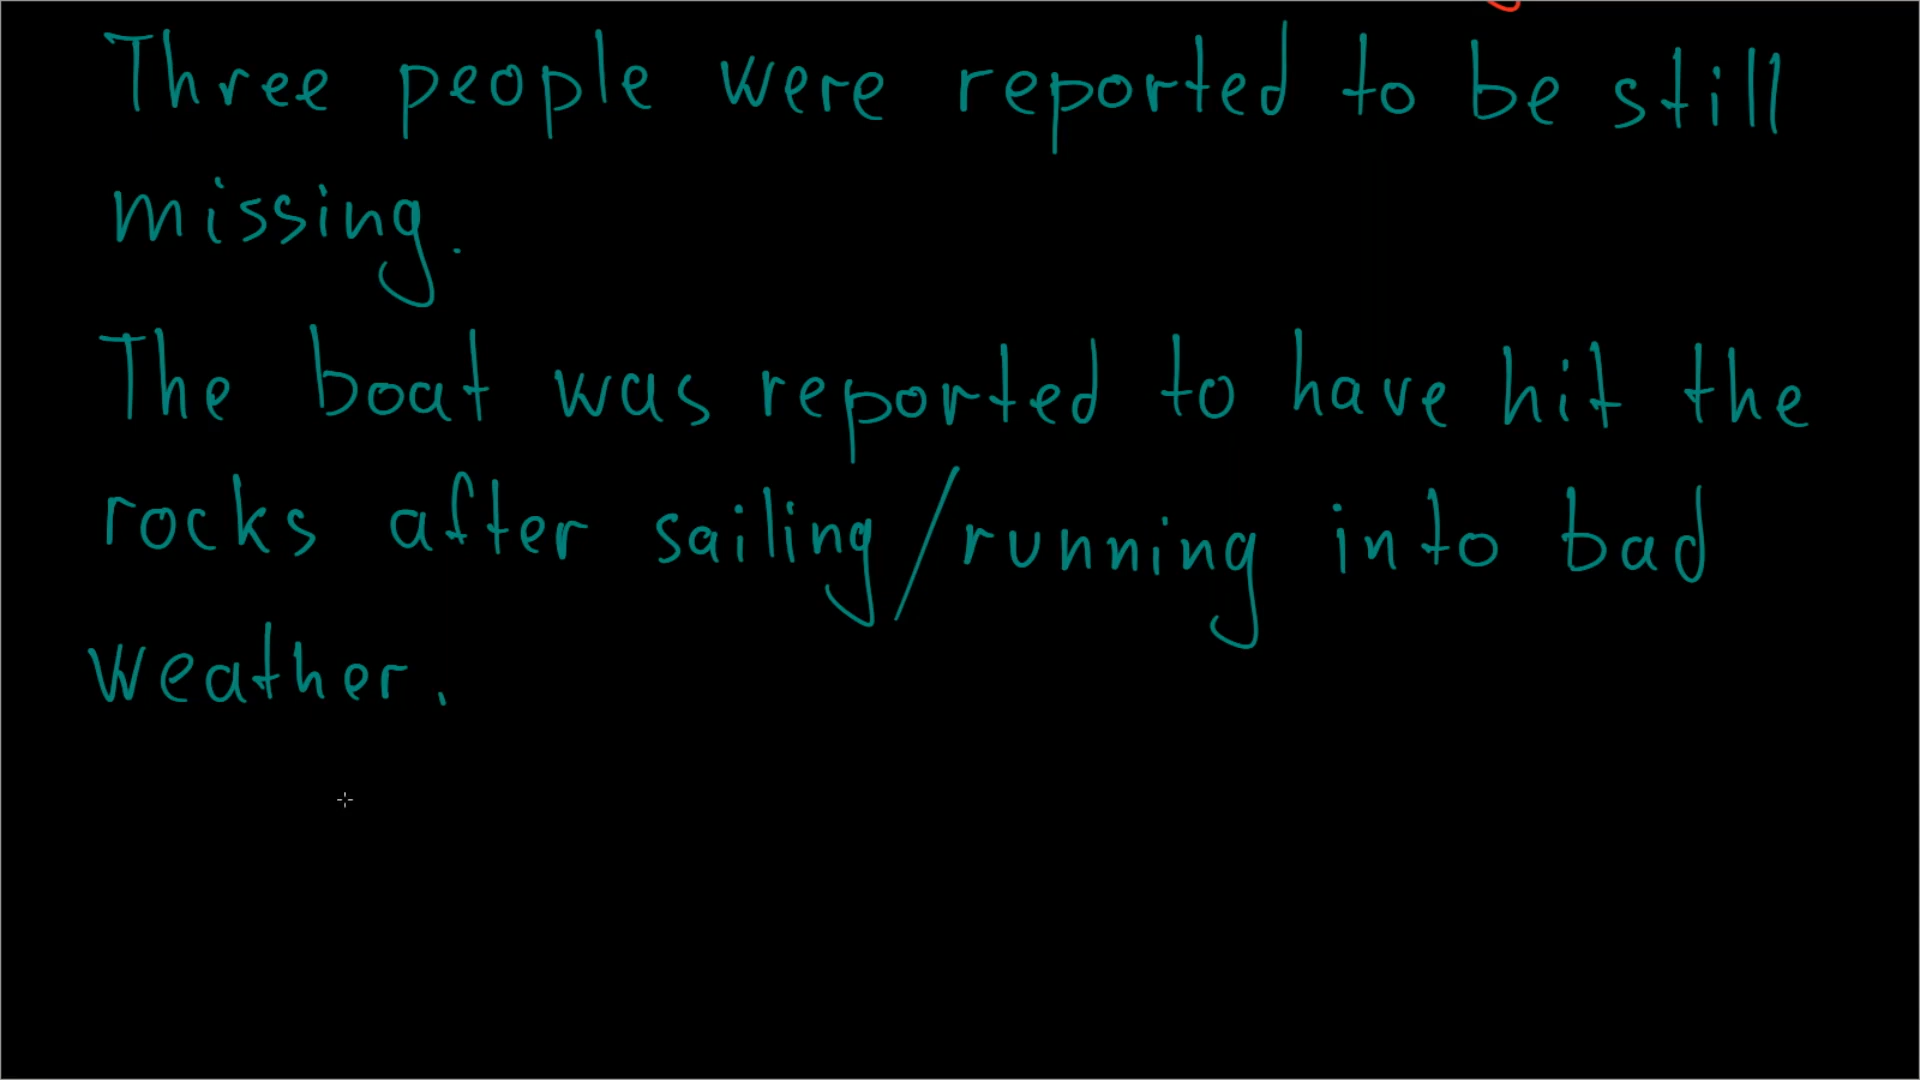 Three people were reported to be still
missing.
The boat was reported to have hit the
rocks after sailing/running into bad
weather.